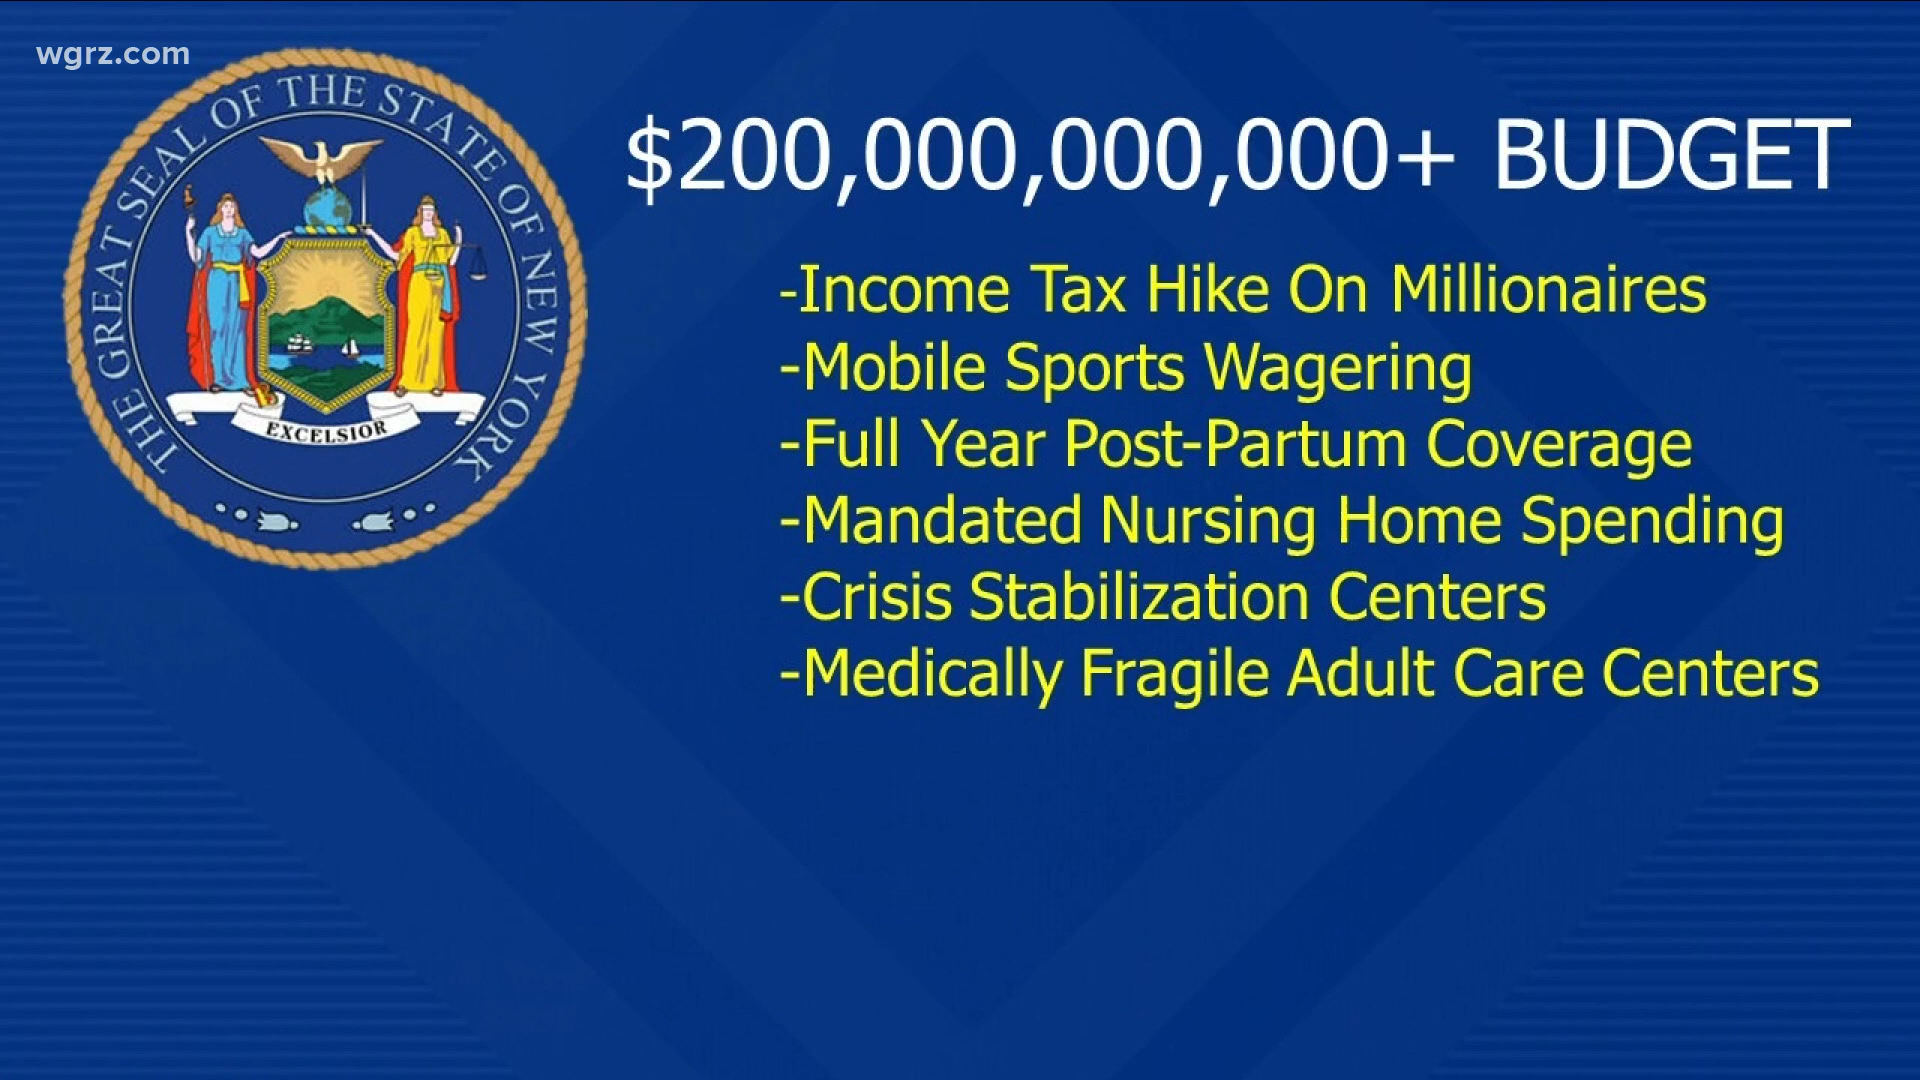 wgrz.com
THE GREAT SEAL OF THE STATE OF NEW YORK
EXCELSIOR
$200,000,000,000+ BUDGET
-Income Tax Hike On Millionaires
-Mobile Sports Wagering
-Full Year Post-Partum Coverage
-Mandated Nursing Home Spending
-Crisis Stabilization Centers
-Medically Fragile Adult Care Centers